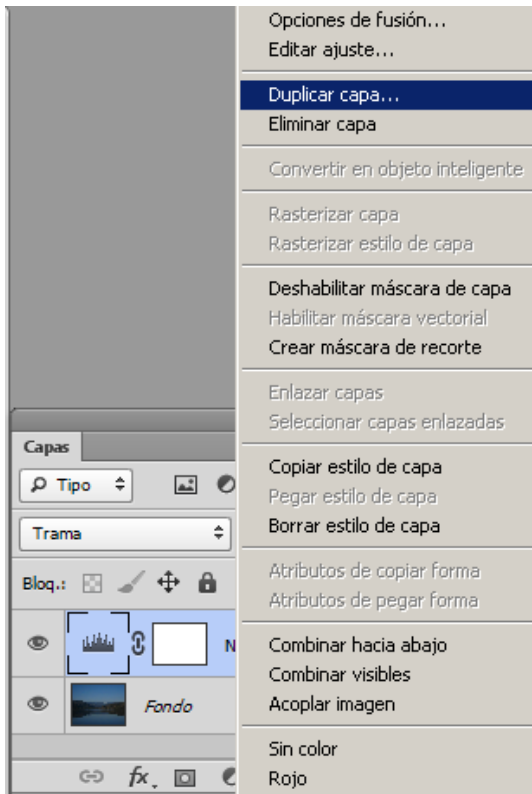 Opciones de fusión...
Editar ajuste...
Duplicar capa...
Eliminar capa
Convertir en objeto inteligente
Rasterizar capa
Rasterizar estilo de capa
Deshabilitar máscara de capa
Habilitar máscara vectorial
Crear máscara de recorte
Enlazar capas
Seleccionar capas enlazadas
Copiar estilo de capa
Pegar estilo de capa
Borrar estilo de capa
Atributos de copiar forma
Atributos de pegar forma
Combinar hacia abajo
Combinar visibles
Acoplar imagen
Sin color
Rojo
Capas
Tipo
Trama
Bloq.:
N
Fondo
fx